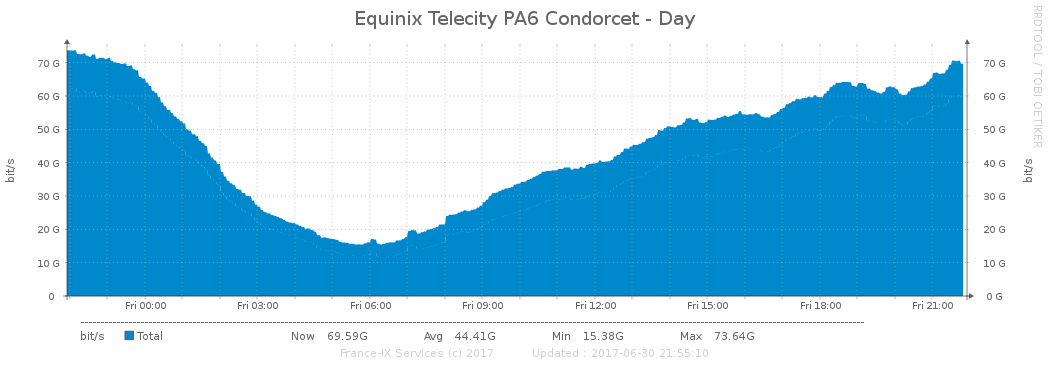 Equinix Telecity PA6 Condorcet - Day
RRDTOOL / TOBI OETIKER
bit/s
70 G
60 G
50 G
40 G
30 G
20 G
10 G
0
70 G
60 G
50 G
40 G
30 G
20 G
10 G
0 G
bit/s
Fri 00:00 Fri 03:00 Fri 06:00 Fri 09:00 Fri 12:00 Fri 15:00 Fri 18:00 Fri 21:00
bit/s Total Now 69.59G Avg 44.41G Min 15.38G Max 73.64G
France-IX Services (c) 2017 Updated : 2017-06-30 21:55:10